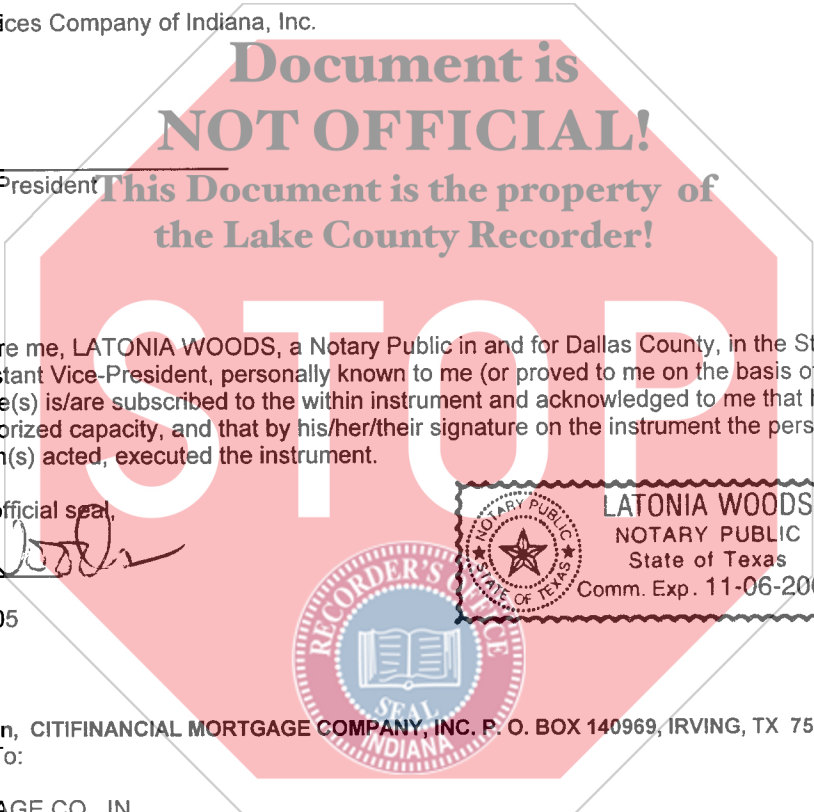 ices Company of Indiana, Inc.
Document is
NOT OFFICIAL!
President
This Document is the property of
the Lake County Recorder!
STOP
re me, LATONIA WOODS, a Notary Public in and for Dallas County, in the St
stant Vice-President, personally known to me (or proved to me on the basis of
e(s) is/are subscribed to the within instrument and acknowledged to me that h
orized capacity, and that by his/her/their signature on the instrument the pers
n(s) acted, executed the instrument.
official seal,
LATONIA WOODS
NOTARY PUBLIC
State of Texas
Comm. Exp. 11-06-200
NOTARY PUBLIC
STATE OF TEXAS
05
RECORDER'S OFFICE
SEAL
INDIANA
n, CITIFINANCIAL MORTGAGE COMPANY, INC. P. O. BOX 140969, IRVING, TX 75
To:
AGE CO., IN